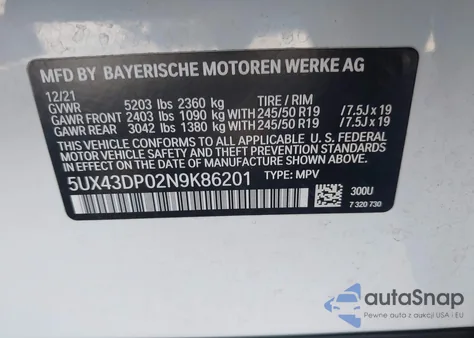 MFD BY BAYERISCHE MOTOREN WERKE AG
12/21
GVWR 5203 lbs 2360 kg TIRE / RIM
GAWR FRONT 2403 lbs 1090 kg WITH 245/50 R19 / 7.5J x 19
GAWR REAR 3042 lbs 1380 kg WITH 245/50 R19 / 7.5J x 19
THIS VEHICLE CONFORMS TO ALL APPLICABLE U. S. FEDERAL
MOTOR VEHICLE SAFETY, BUMPER, AND THEFT PREVENTION
STANDARDS IN EFFECT ON THE DATE OF MANUFACTURE SHOWN ABOVE.
5UX43DP02N9K86201 TYPE: MPV
300U
7 320 730
autoSnap
Pewne auta z aukcji USA i EU